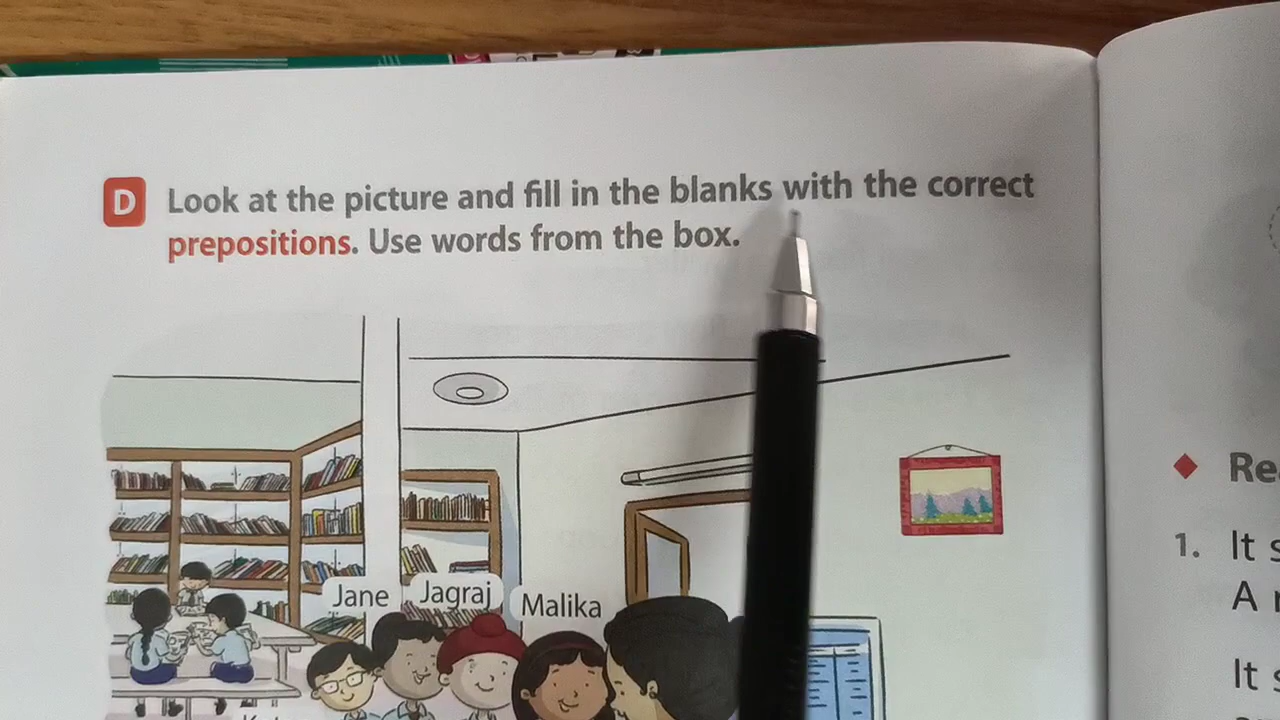 D Look at the picture and fill in the blanks with the correct
prepositions. Use words from the box.
Jane
Jagraj
Malika
1. It
A
It